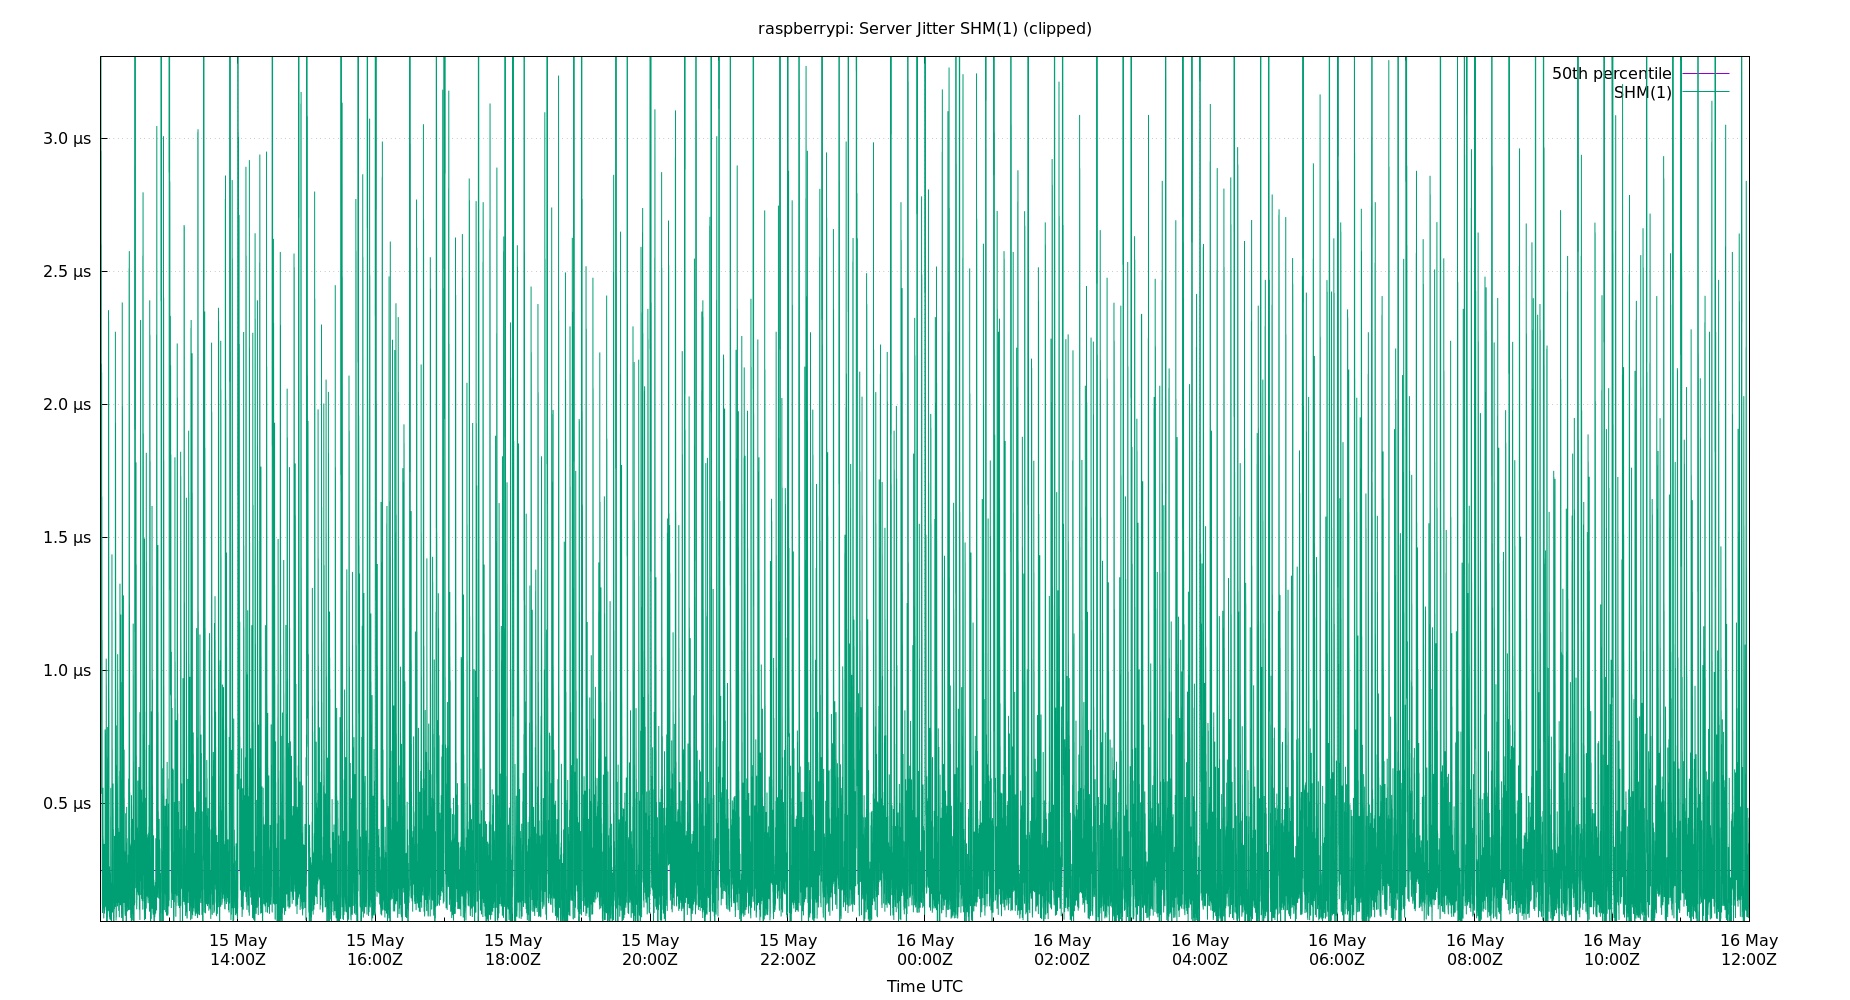 raspberrypi: Server Jitter SHM(1) (clipped)
50th percentile
SHM(1)
3.0 µs
2.5 µs
2.0 µs
1.5 µs
1.0 µs
0.5 µs
15 May 15 May 15 May 15 May 15 May 16 May 16 May 16 May 16 May 16 May 16 May 16 May
14:00Z 16:00Z 18:00Z 20:00Z 22:00Z 00:00Z 02:00Z 04:00Z 06:00Z 08:00Z 10:00Z 12:00Z
Time UTC